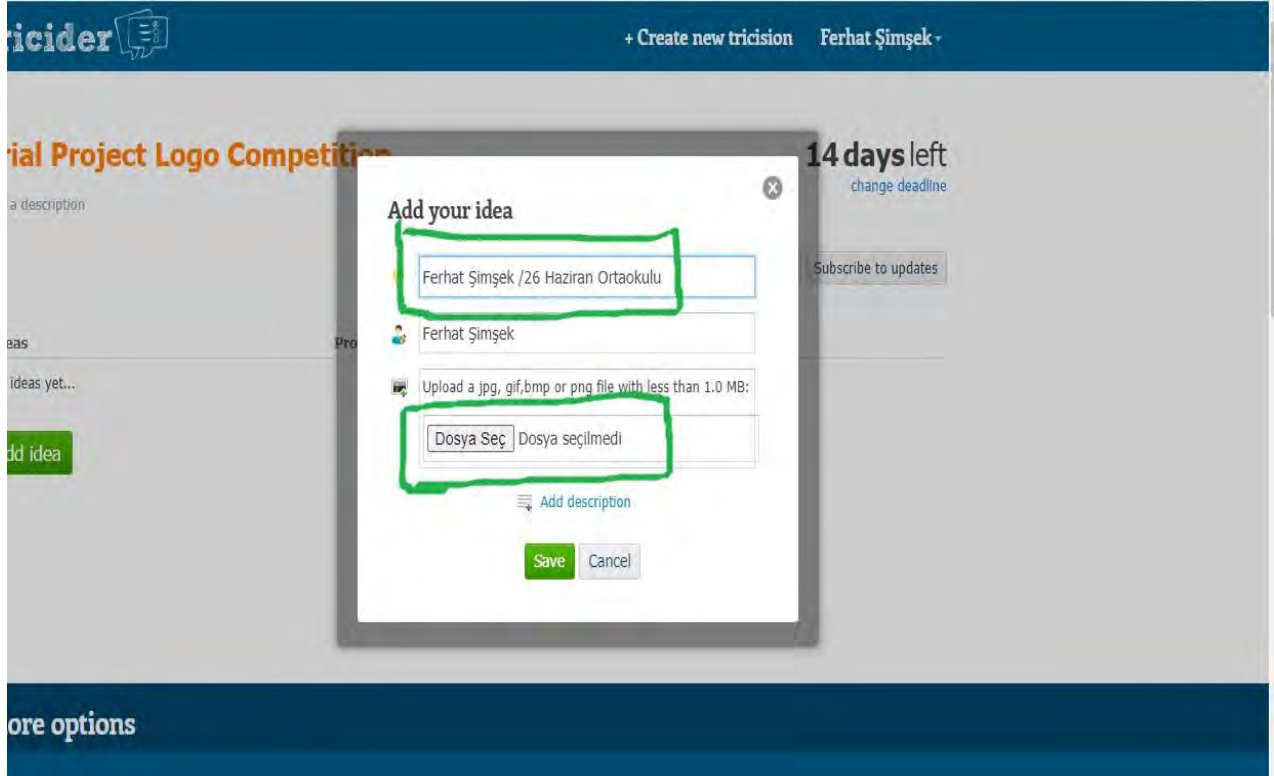 ricider
+ Create new tricision Ferhat Şimşek
rial Project Logo Competition
14 days left
change deadline
a description
Add your idea
Ferhat Şimşek /26 Haziran Ortaokulu
Subscribe to updates
Ferhat Şimşek
eas Pro
ideas yet...
Upload a jpg, gif,bmp or png file with less than 1.0 MB:
Dosya Seç Dosya seçilmedi
dd idea
Add description
Save Cancel
ore options